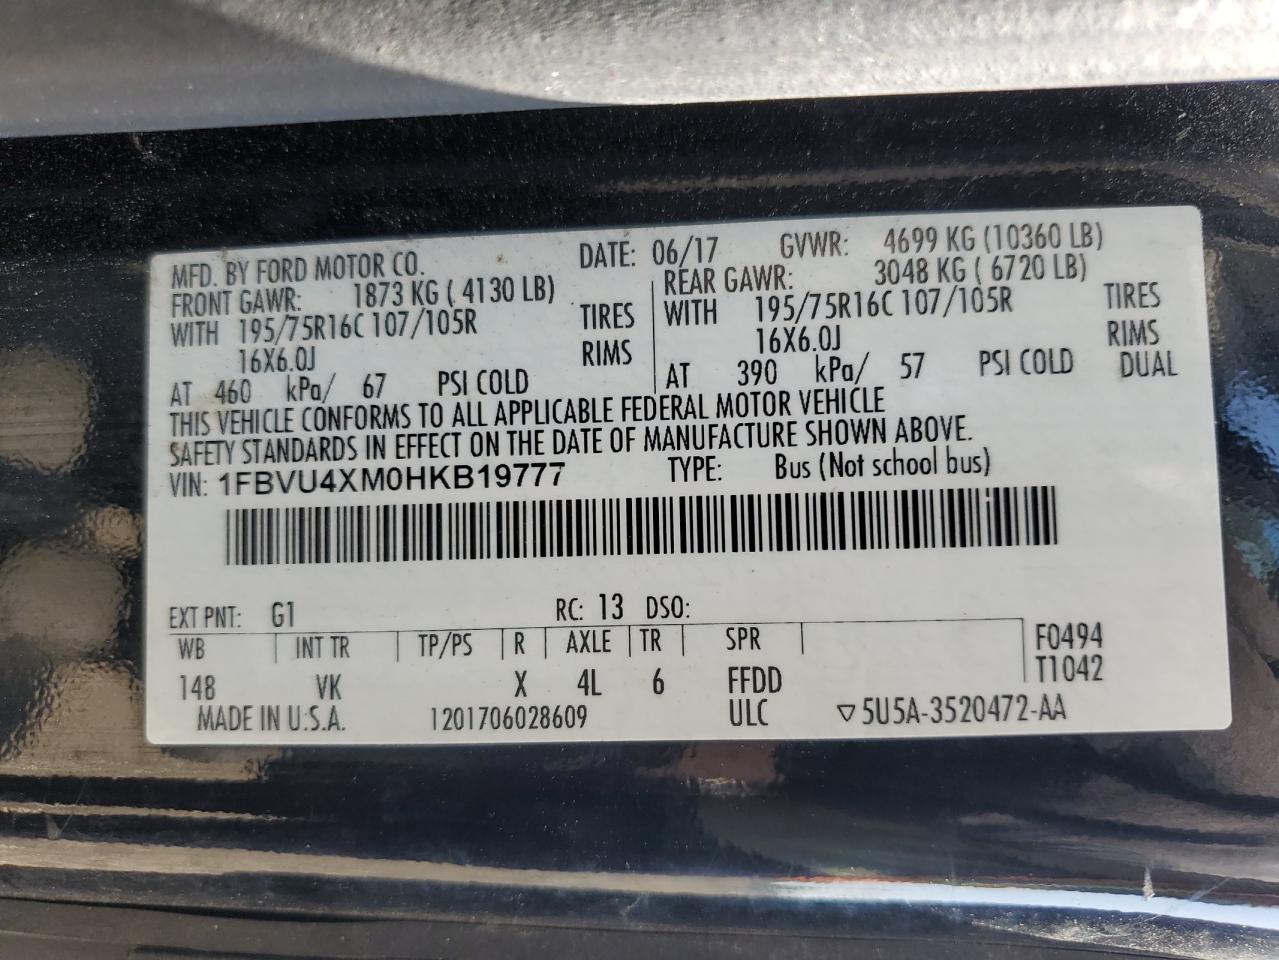 MFD. BY FORD MOTOR CO. DATE: 06/17 GVWR: 4699 KG (10360 LB)
FRONT GAWR: 1873 KG ( 4130 LB) REAR GAWR: 3048 KG ( 6720 LB)
WITH 195/75R16C 107/105R TIRES WITH 195/75R16C 107/105R TIRES
16X6.0J RIMS 16X6.0J RIMS
AT 460 kPa/ 67 PSI COLD AT 390 kPa/ 57 PSI COLD DUAL
THIS VEHICLE CONFORMS TO ALL APPLICABLE FEDERAL MOTOR VEHICLE
SAFETY STANDARDS IN EFFECT ON THE DATE OF MANUFACTURE SHOWN ABOVE.
VIN: 1FBVU4XM0HKB19777 TYPE: Bus (Not school bus)
EXT PNT: G1 RC: 13 DSO:
WB INT TR TP/PS R AXLE TR SPR F0494
148 VK X 4L 6 FFDD T1042
MADE IN U.S.A. 1201706028609 ULC ▽5U5A-3520472-AA